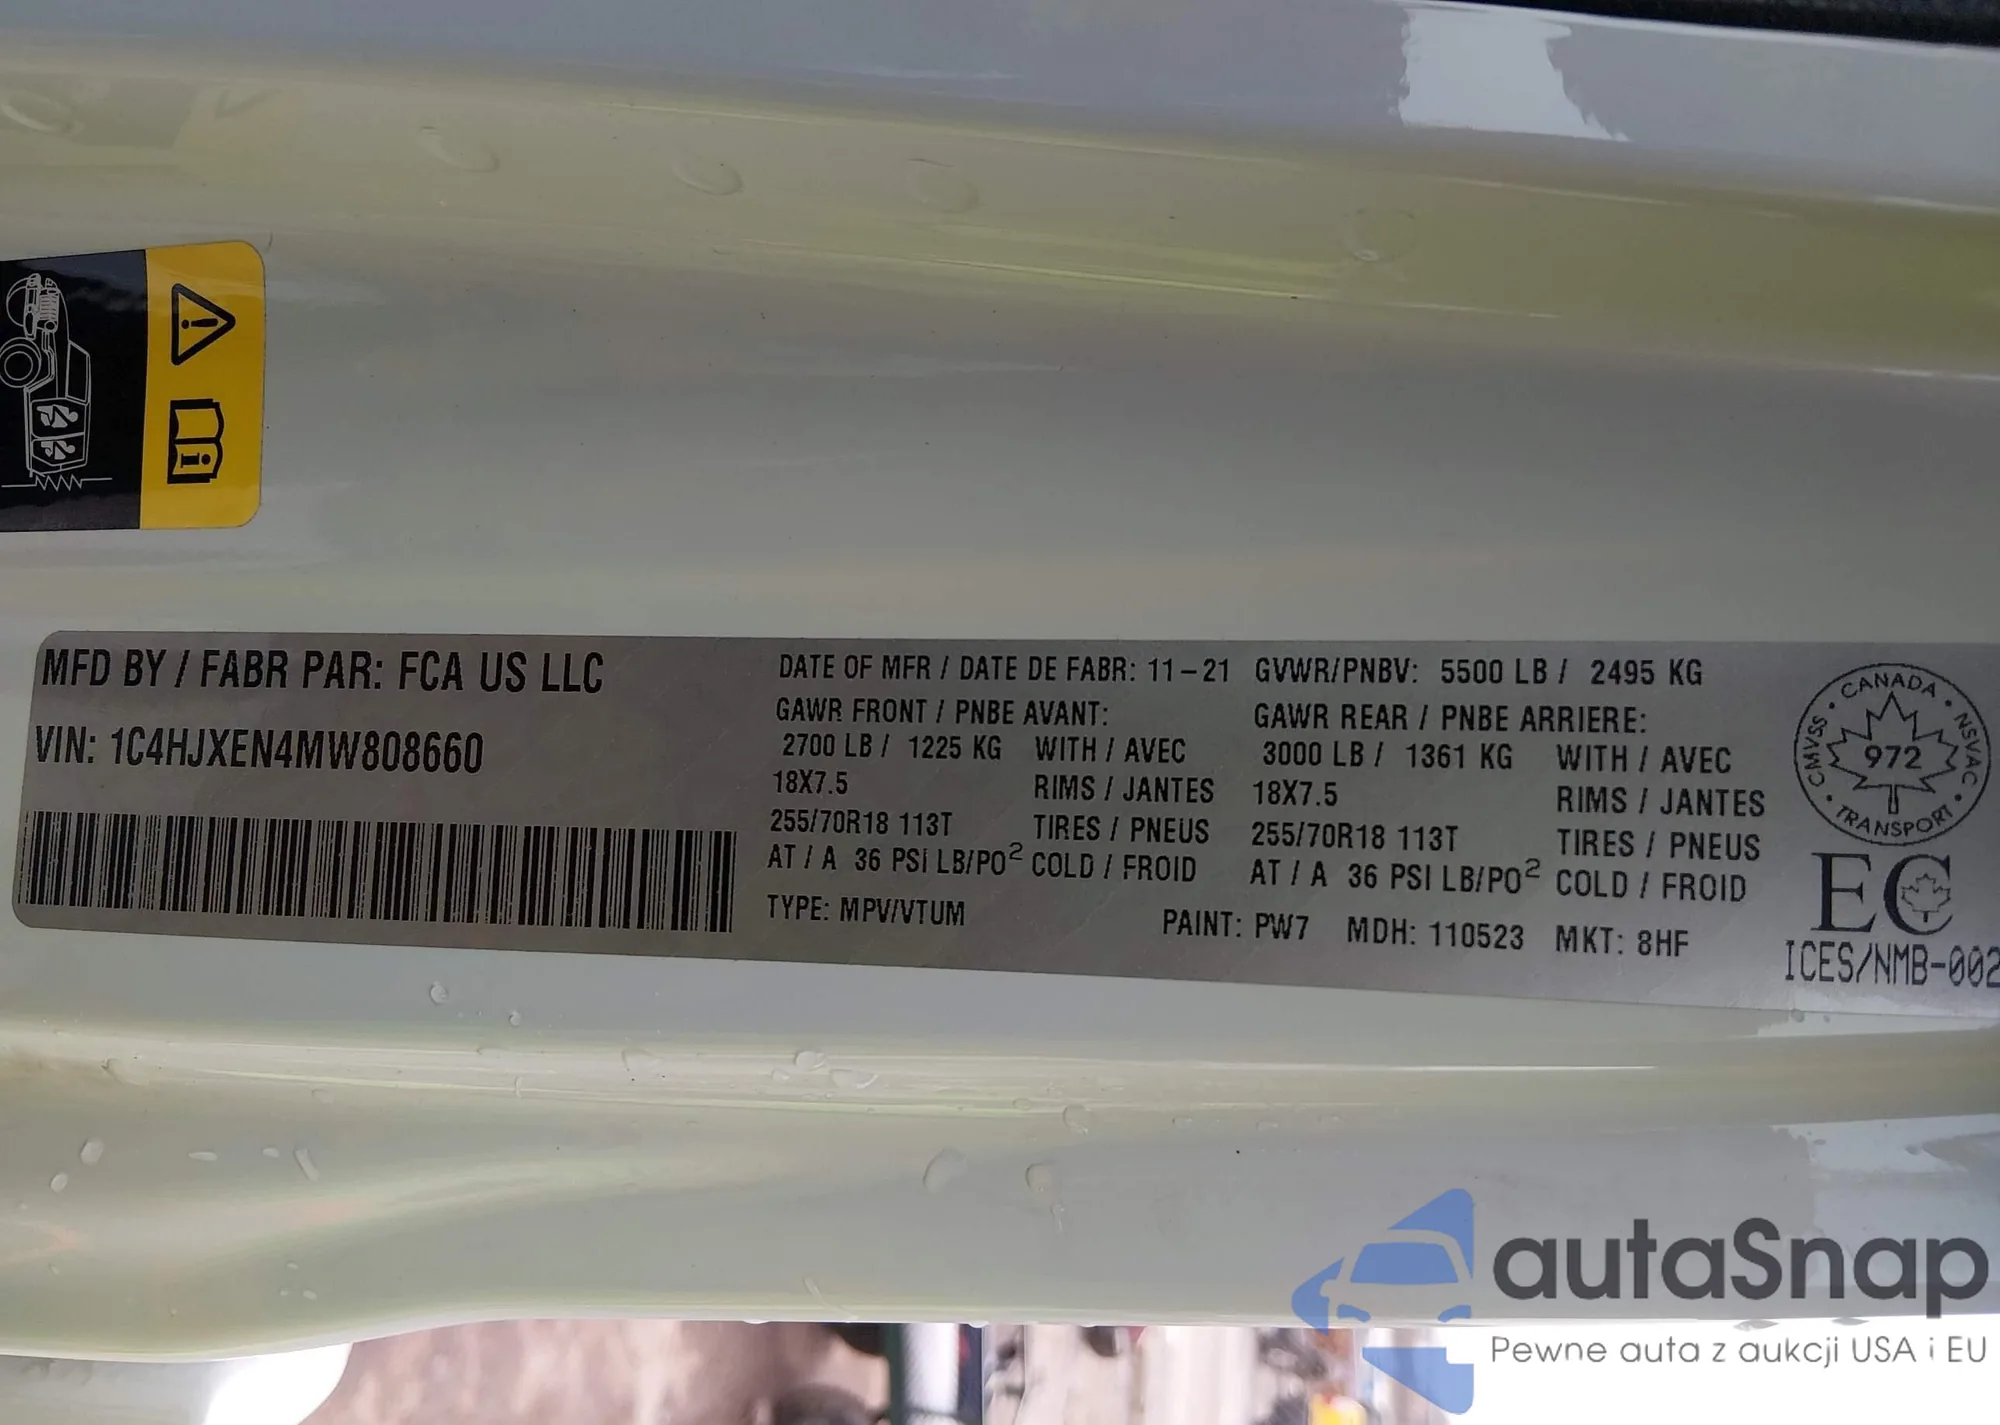 MFD BY / FABR PAR: FCA US LLC
VIN: 1C4HJXEN4MW808660
DATE OF MFR / DATE DE FABR: 11-21 GVWR/PNBV: 5500 LB / 2495 KG
GAWR FRONT / PNBE AVANT: GAWR REAR / PNBE ARRIERE:
2700 LB / 1225 KG WITH / AVEC 3000 LB / 1361 KG WITH / AVEC
18X7.5 RIMS / JANTES 18X7.5 RIMS / JANTES
255/70R18 113T TIRES / PNEUS 255/70R18 113T TIRES / PNEUS
AT / A 36 PSI LB/PO² COLD / FROID AT / A 36 PSI LB/PO² COLD / FROID
TYPE: MPV/VTUM PAINT: PW7 MDH: 110523 MKT: 8HF
CANADA
CMVSS · NSVAC
972
TRANSPORT
EC
ICES/NMB-002
autaSnap
Pewne auta z aukcji USA i EU